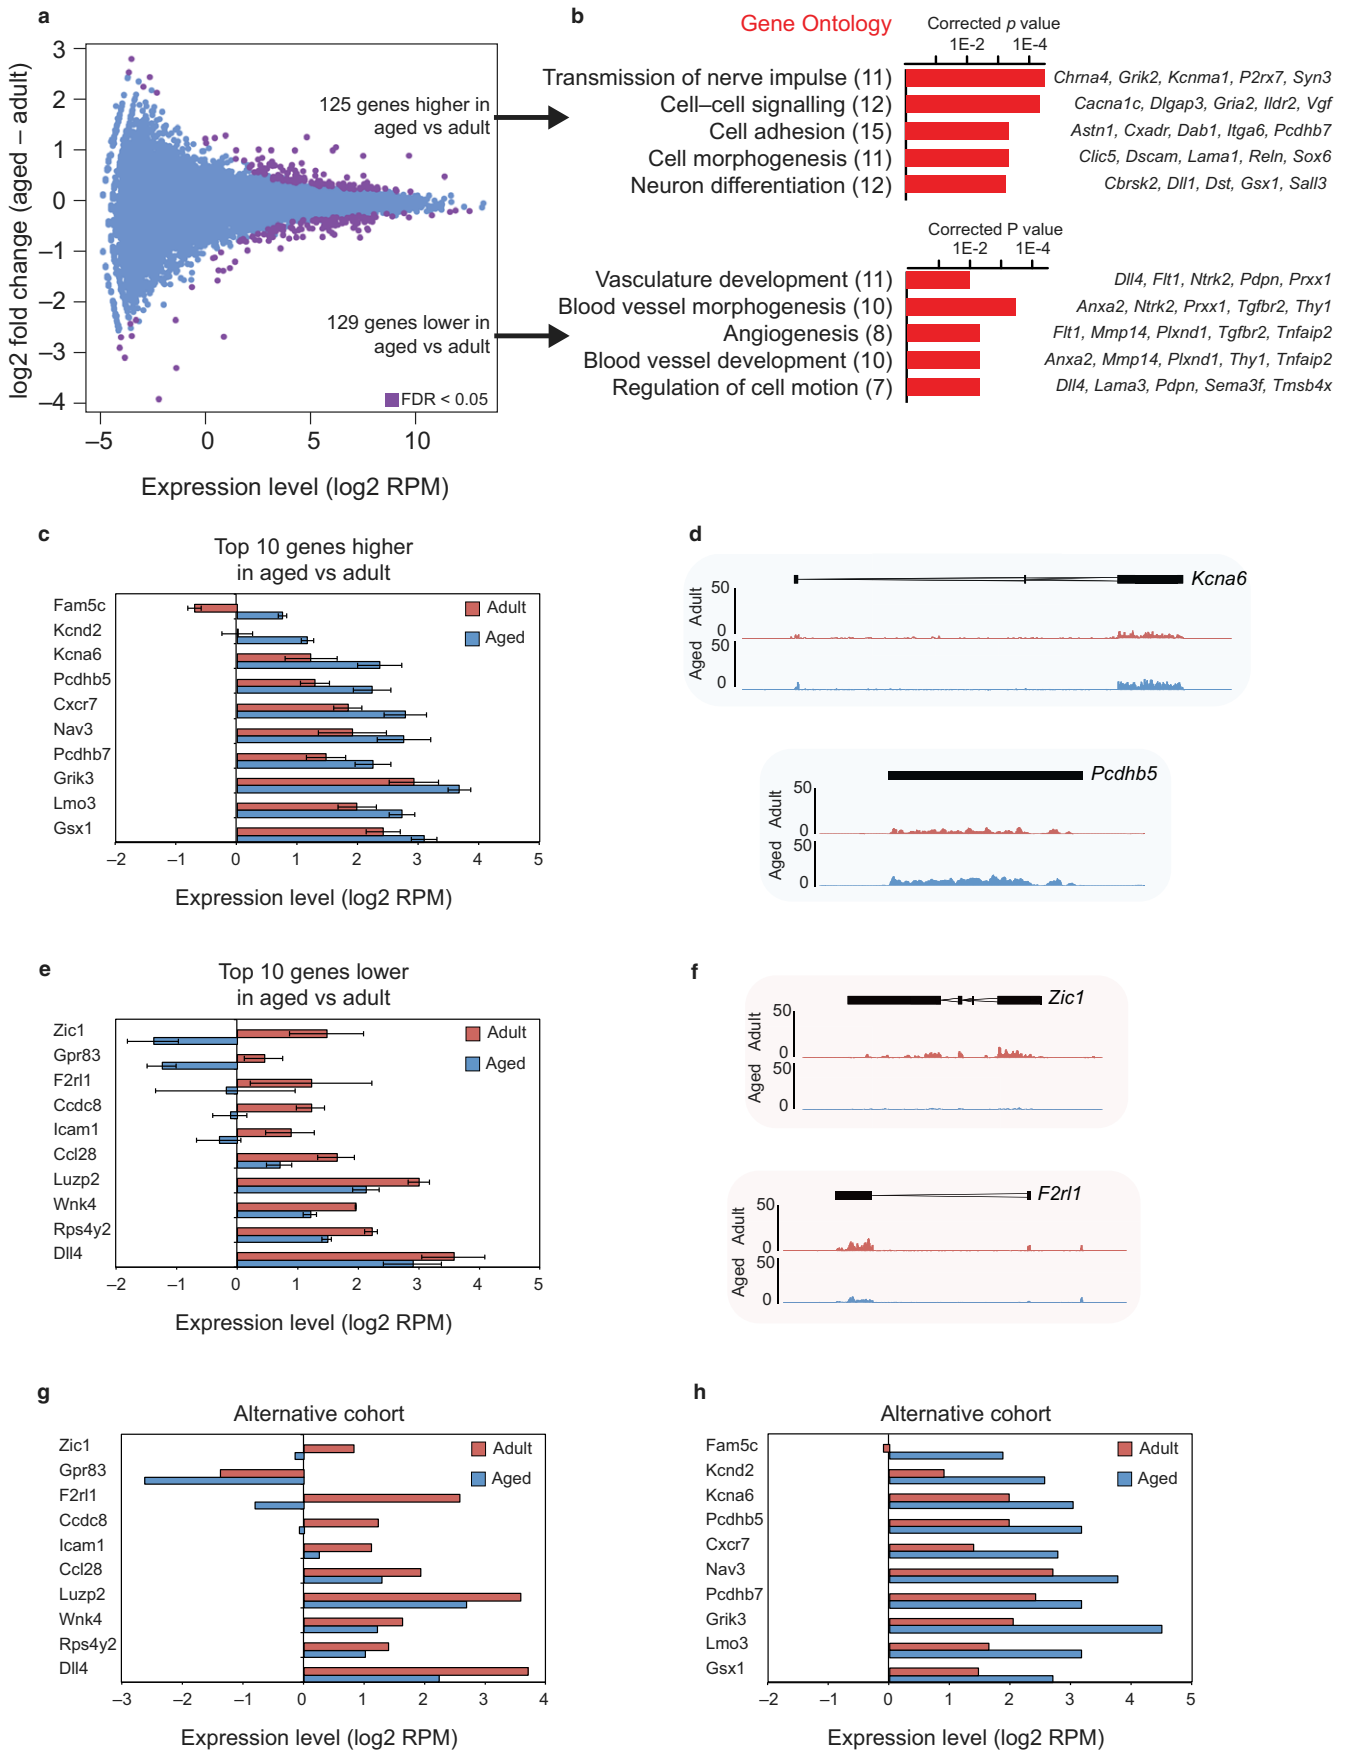 a
log2 fold change (aged – adult)
3
2
1
0
–1
–2
–3
–4
125 genes higher in
aged vs adult
129 genes lower in
aged vs adult
FDR < 0.05
–5 0 5 10
Expression level (log2 RPM)
b
Gene Ontology
Corrected p value
1E-2 1E-4
Transmission of nerve impulse (11) Chrna4, Grik2, Kcnma1, P2rx7, Syn3
Cell–cell signalling (12) Cacna1c, Dlgap3, Gria2, Ildr2, Vgf
Cell adhesion (15) Astn1, Cxadr, Dab1, Itga6, Pcdhb7
Cell morphogenesis (11) Clic5, Dscam, Lama1, Reln, Sox6
Neuron differentiation (12) Cbrsk2, Dll1, Dst, Gsx1, Sall3
Corrected P value
1E-2 1E-4
Vasculature development (11) Dll4, Flt1, Ntrk2, Pdpn, Prxx1
Blood vessel morphogenesis (10) Anxa2, Ntrk2, Prxx1, Tgfbr2, Thy1
Angiogenesis (8) Flt1, Mmp14, Plxnd1, Tgfbr2, Tnfaip2
Blood vessel development (10) Anxa2, Mmp14, Plxnd1, Thy1, Tnfaip2
Regulation of cell motion (7) Dll4, Lama3, Pdpn, Sema3f, Tmsb4x
c
Top 10 genes higher
in aged vs adult
Fam5c
Kcnd2
Kcna6
Pcdhb5
Cxcr7
Nav3
Pcdhb7
Grik3
Lmo3
Gsx1
Adult
Aged
–2 –1 0 1 2 3 4 5
Expression level (log2 RPM)
d
Kcna6
Adult
50
0
Aged
50
0
Pcdhb5
Adult
50
0
Aged
50
0
e
Top 10 genes lower
in aged vs adult
Zic1
Gpr83
F2rl1
Ccdc8
Icam1
Ccl28
Luzp2
Wnk4
Rps4y2
Dll4
Adult
Aged
–2 –1 0 1 2 3 4 5
Expression level (log2 RPM)
f
Zic1
Adult
50
0
Aged
50
0
F2rl1
Adult
50
0
Aged
50
0
g
Alternative cohort
Zic1
Gpr83
F2rl1
Ccdc8
Icam1
Ccl28
Luzp2
Wnk4
Rps4y2
Dll4
Adult
Aged
–3 –2 –1 0 1 2 3 4
Expression level (log2 RPM)
h
Alternative cohort
Fam5c
Kcnd2
Kcna6
Pcdhb5
Cxcr7
Nav3
Pcdhb7
Grik3
Lmo3
Gsx1
Adult
Aged
–2 –1 0 1 2 3 4 5
Expression level (log2 RPM)